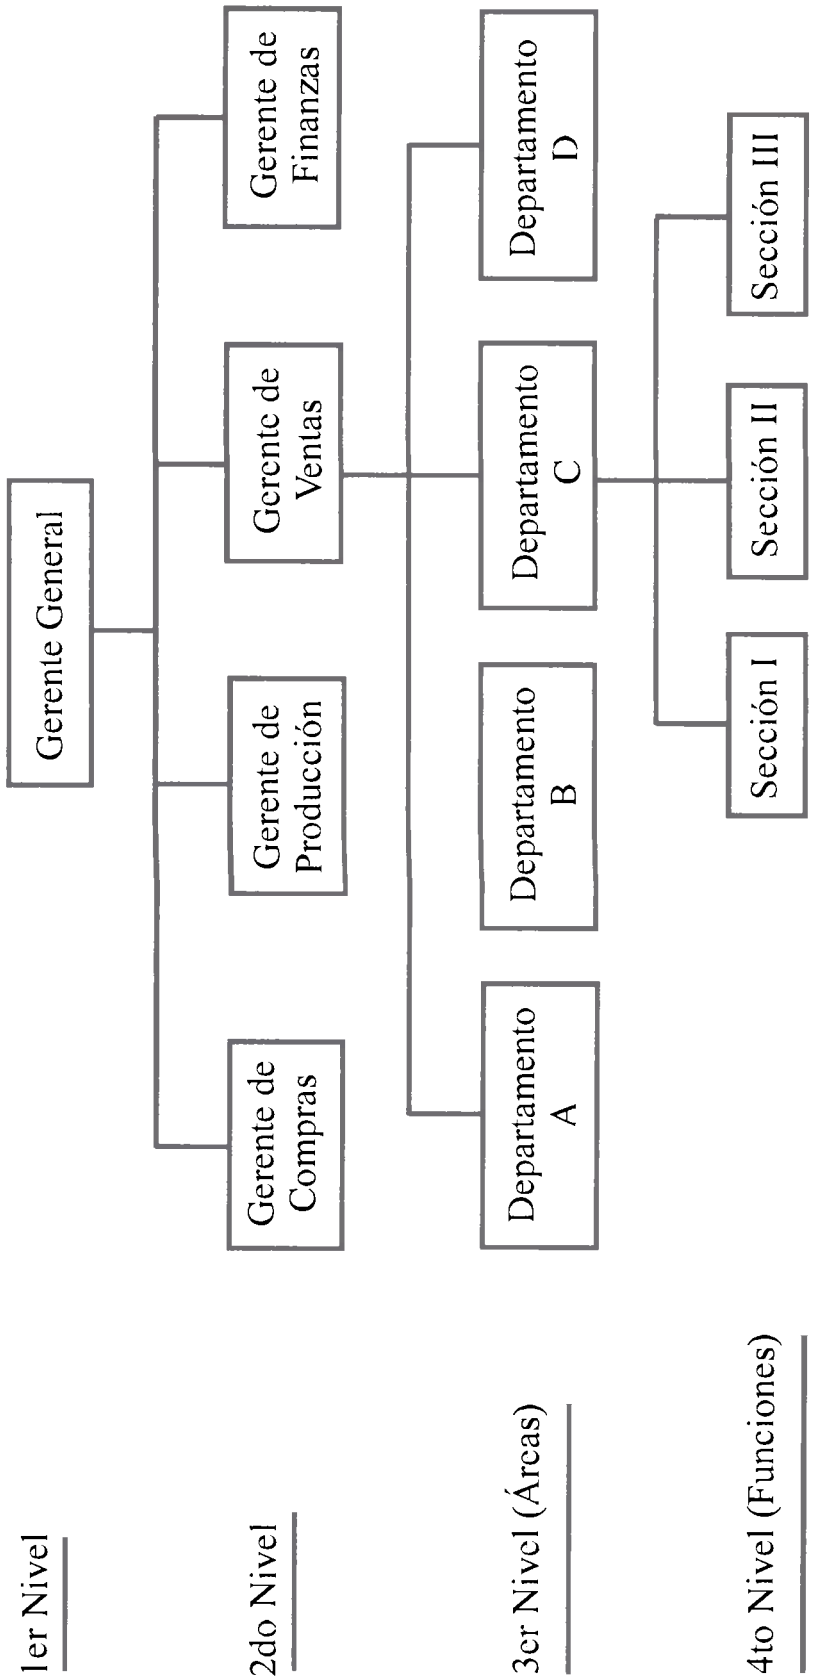 1er Nivel
Gerente General
2do Nivel
Gerente de
Compras
Gerente de
Producción
Gerente de
Ventas
Gerente de
Finanzas
3er Nivel (Áreas)
Departamento
A
Departamento
B
Departamento
C
Departamento
D
4to Nivel (Funciones)
Sección I
Sección II
Sección III